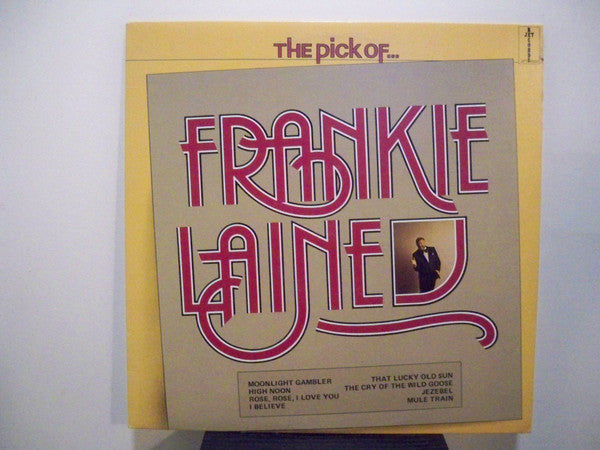 THE pick OF...
FRANKIE
LAINE
MOONLIGHT GAMBLER
HIGH NOON
ROSE, ROSE, I LOVE YOU
I BELIEVE
THAT LUCKY OLD SUN
THE CRY OF THE WILD GOOSE
JEZEBEL
MULE TRAIN